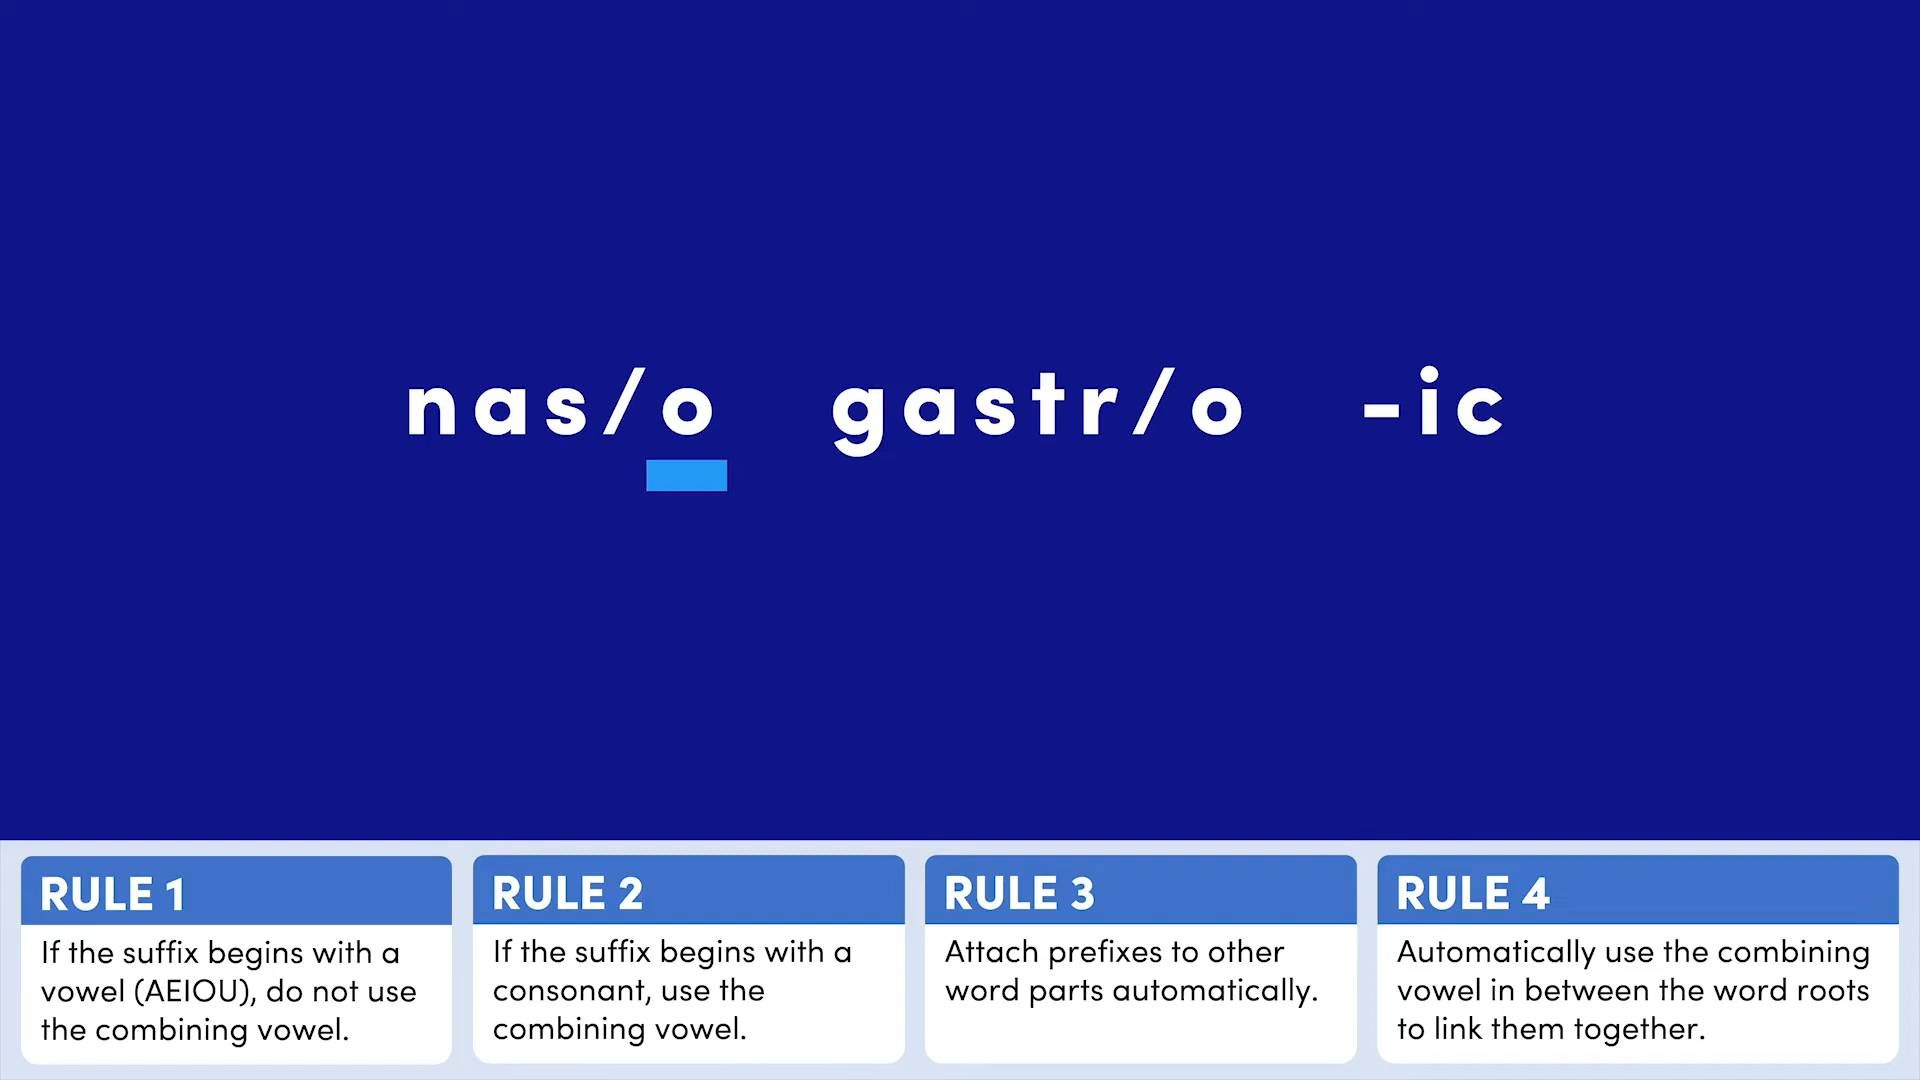 nas/o gastr/o -ic
RULE 1
If the suffix begins with a
vowel (AEIOU), do not use
the combining vowel.
RULE 2
If the suffix begins with a
consonant, use the
combining vowel.
RULE 3
Attach prefixes to other
word parts automatically.
RULE 4
Automatically use the combining
vowel in between the word roots
to link them together.